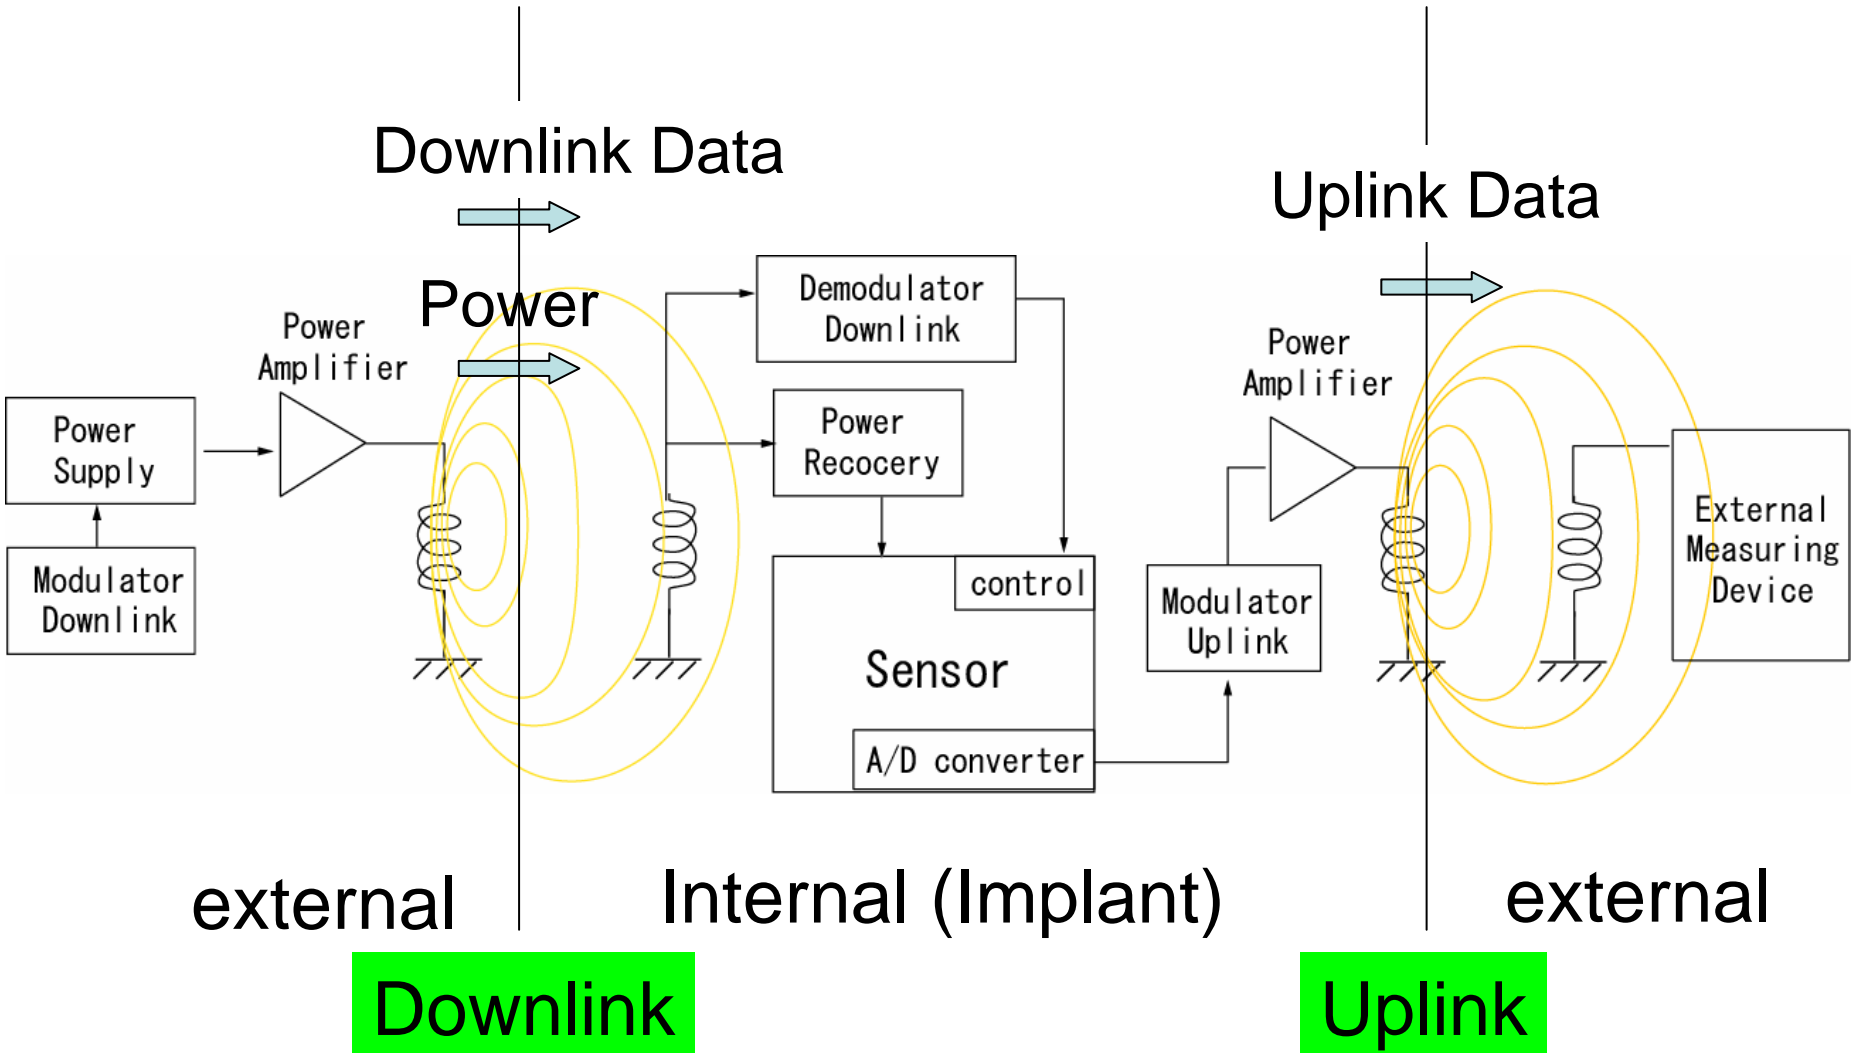 Downlink Data
Uplink Data
Power
Power
Amplifier
Demodulator
Downlink
Power
Amplifier
Power
Supply
Power
Recocery
External
Measuring
Device
Modulator
Downlink
control
Modulator
Uplink
Sensor
A/D converter
external
Internal (Implant)
external
Downlink
Uplink